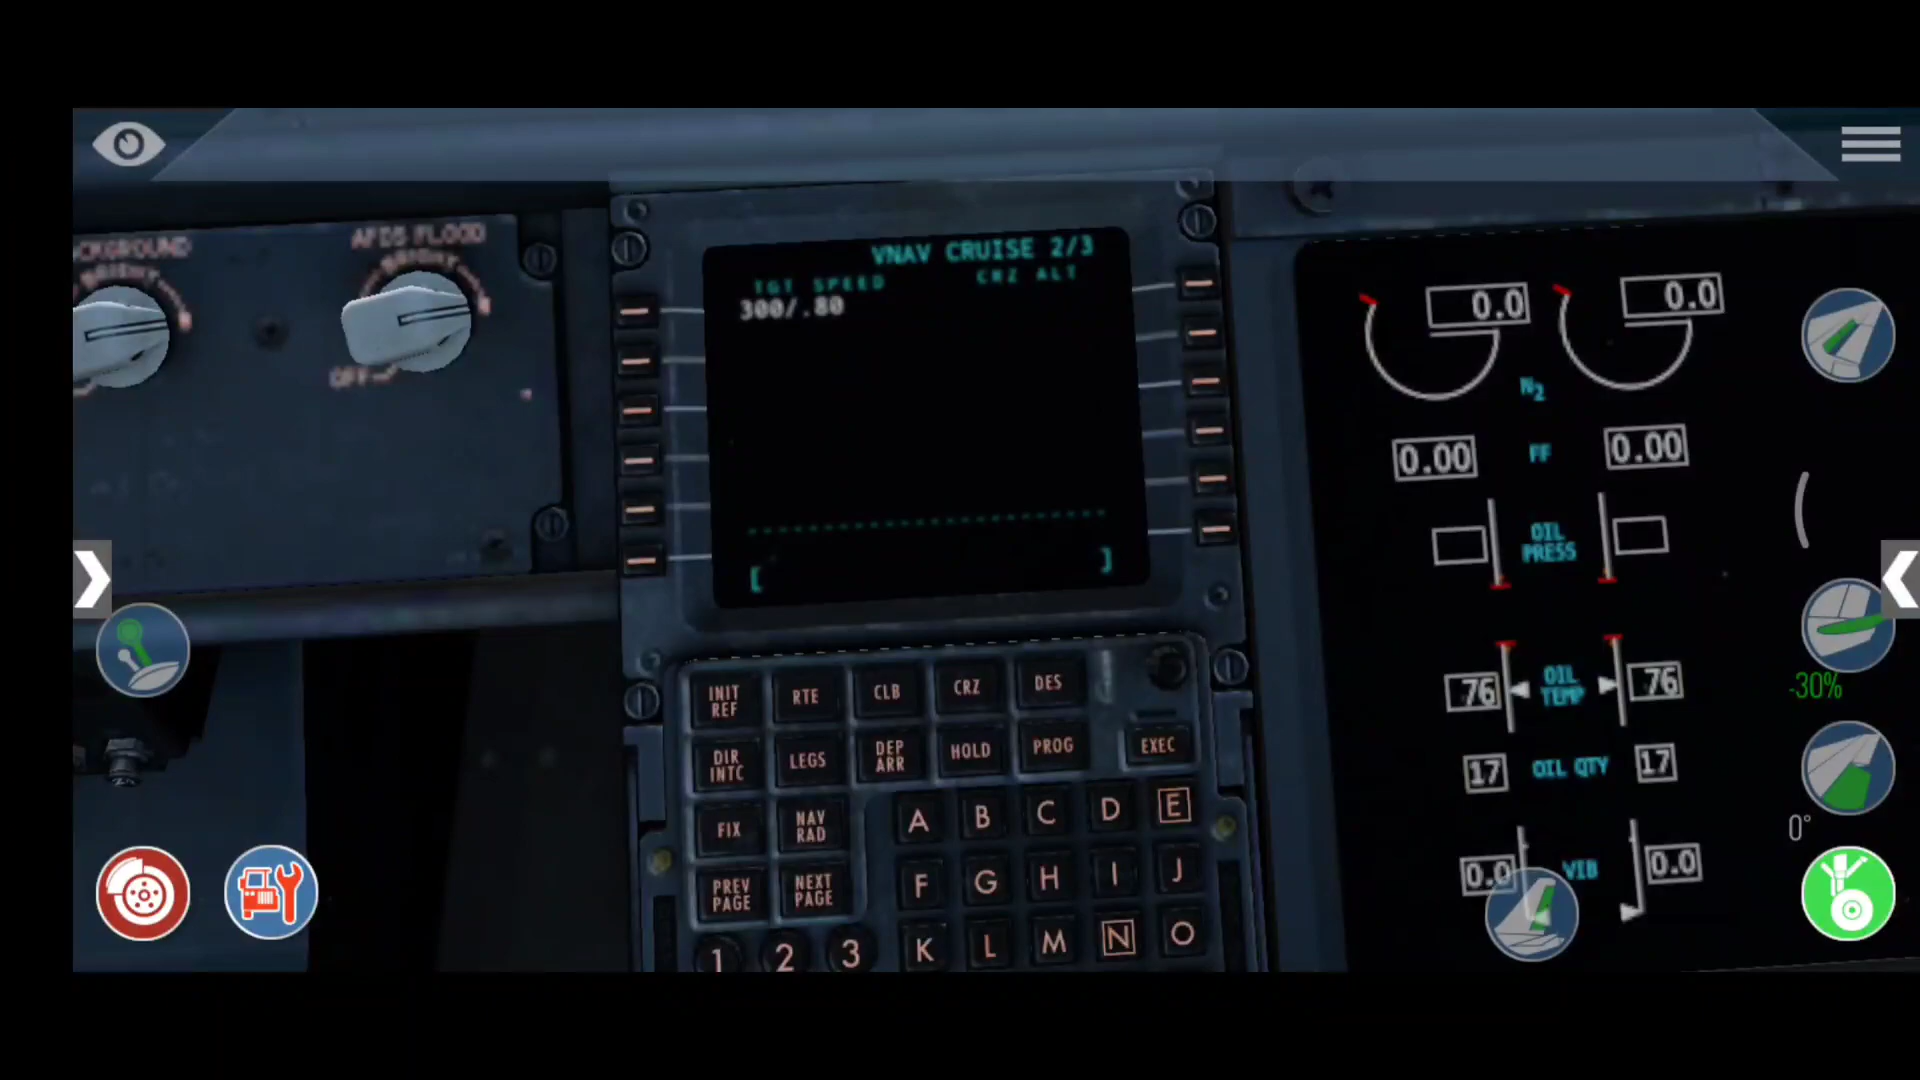 CKGROUND
BRIGHT
AFDS FLOOD
BRIGHT
OFF
VNAV CRUISE 2/3
TGT SPEED CRZ ALT
300/.80
[ ]
INIT REF
RTE
CLB
CRZ
DES
DIR INTC
LEGS
DEP ARR
HOLD
PROG
EXEC
FIX
NAV RAD
PREV PAGE
NEXT PAGE
A B C D E
F G H I J
K L M N O
1 2 3
0.0 0.0
N2
0.00 FF 0.00
OIL PRESS
76 OIL TEMP 76
17 OIL QTY 17
0.0 VIB 0.0
-30%
0°